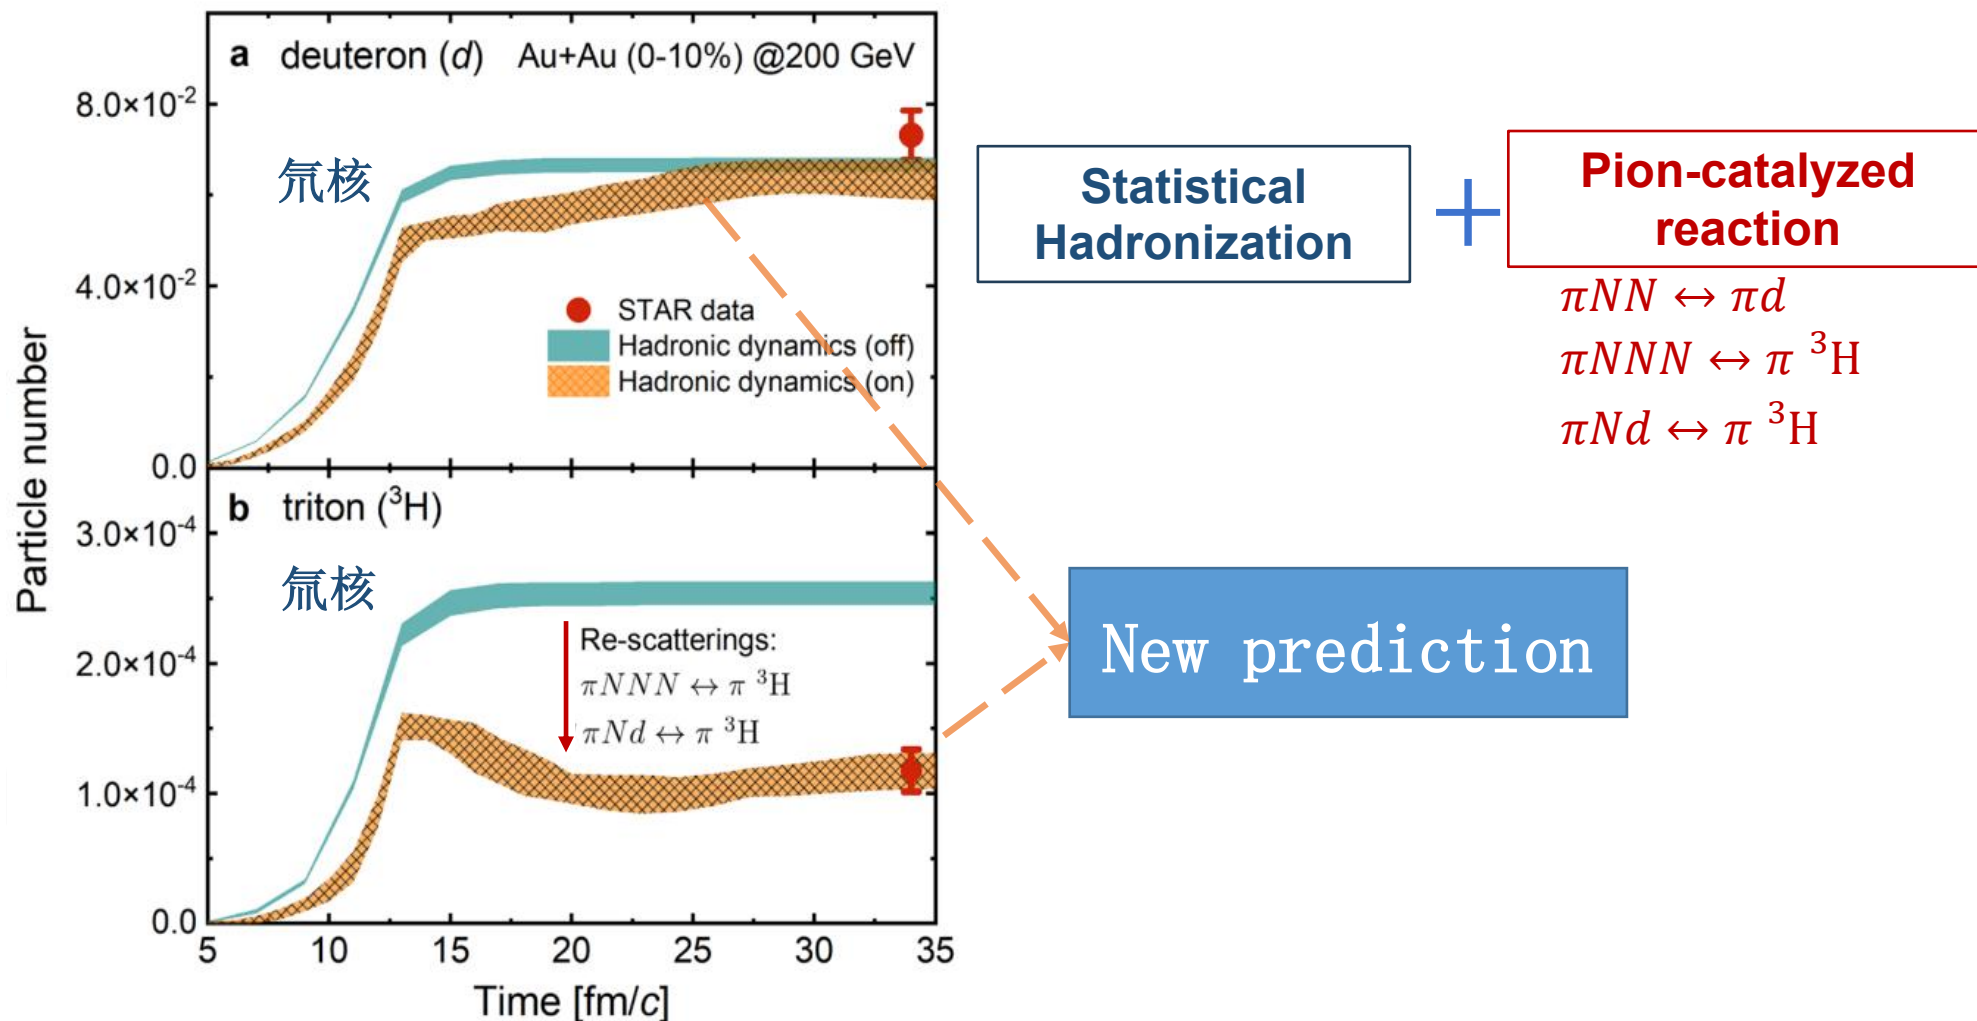 a deuteron (d) Au+Au (0-10%) @200 GeV
8.0×10⁻²
氘核
4.0×10⁻²
STAR data
Hadronic dynamics (off)
Hadronic dynamics (on)
0.0
b triton (³H)
3.0×10⁻⁴
氚核
Re-scatterings:
2.0×10⁻⁴
πNNN ↔ π ³H
πNd ↔ π ³H
1.0×10⁻⁴
0.0
5 10 15 20 25 30 35
Time [fm/c]
Particle number
Statistical
Hadronization
+
Pion-catalyzed
reaction
πNN ↔ πd
πNNN ↔ π ³H
πNd ↔ π ³H
New prediction